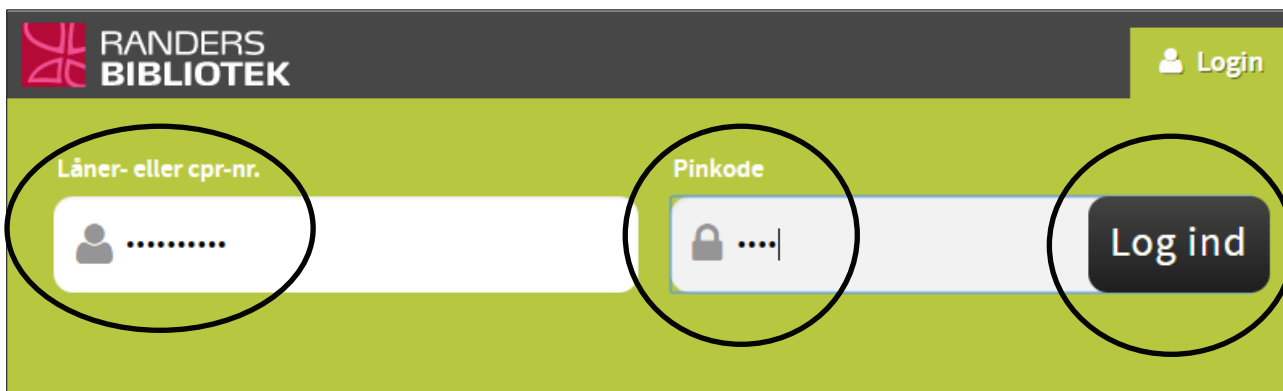 RANDERS
BIBLIOTEK
Login
Låner- eller cpr-nr.
Pinkode
••••••••••
••••
Log ind